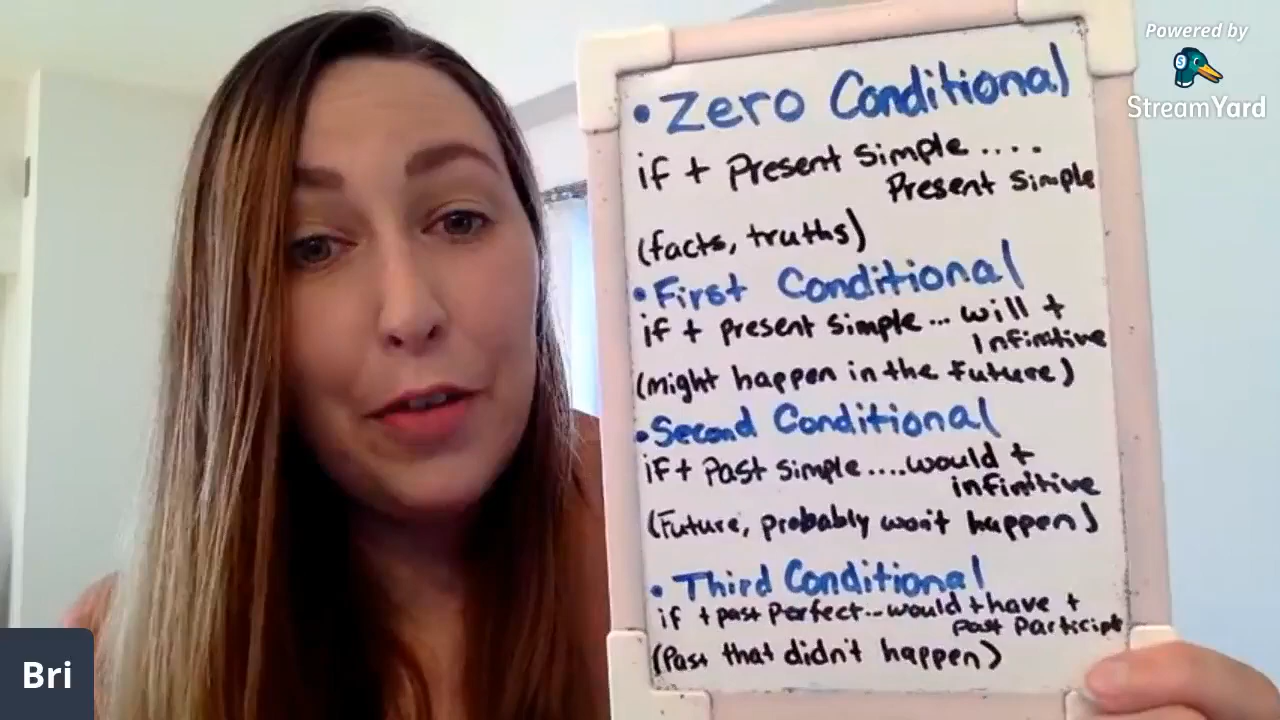 Powered by
StreamYard
• Zero Conditional
if + Present Simple ....
Present Simple
(facts, truths)
• First Conditional
if + present simple ... will +
infinitive
(might happen in the future)
• Second Conditional
if + Past simple .... would +
infinitive
(Future, probably won't happen)
• Third Conditional
if + past perfect ... would + have +
past participl
(Past that didn't happen)
Bri